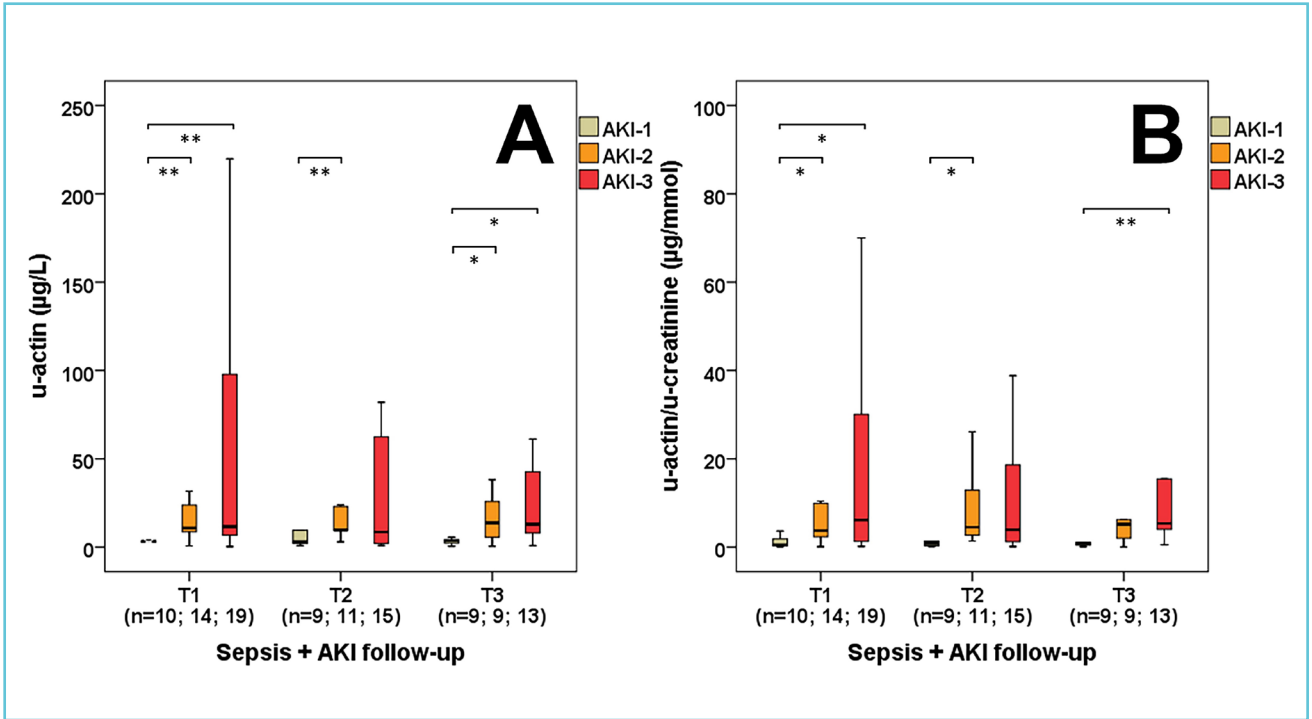 A
250
200
150
100
50
0
u-actin (µg/L)
**
**
**
*
*
AKI-1
AKI-2
AKI-3
T1
(n=10; 14; 19)
T2
(n=9; 11; 15)
T3
(n=9; 9; 13)
Sepsis + AKI follow-up
B
100
80
60
40
20
0
u-actin/u-creatinine (µg/mmol)
*
*
*
**
AKI-1
AKI-2
AKI-3
T1
(n=10; 14; 19)
T2
(n=9; 11; 15)
T3
(n=9; 9; 13)
Sepsis + AKI follow-up